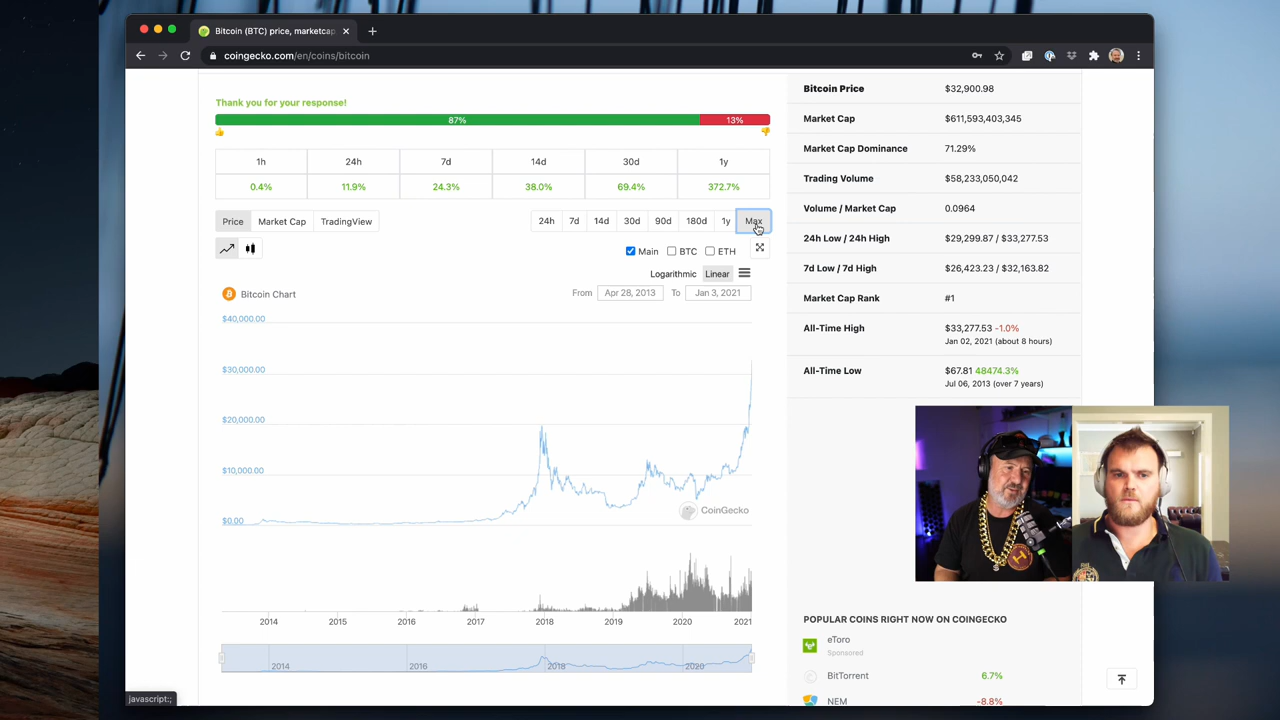 Bitcoin (BTC) price, marketcap
coingecko.com/en/coins/bitcoin
Thank you for your response!
87% 13%
1h 24h 7d 14d 30d 1y
0.4% 11.9% 24.3% 38.0% 69.4% 372.7%
Price Market Cap TradingView
24h 7d 14d 30d 90d 180d 1y Max
Main BTC ETH
Logarithmic Linear
Bitcoin Chart
From Apr 28, 2013 To Jan 3, 2021
$40,000.00
$30,000.00
$20,000.00
$10,000.00
$0.00
CoinGecko
2014 2015 2016 2017 2018 2019 2020 2021
2014 2016 2018 2020
javascript:;
Bitcoin Price $32,900.98
Market Cap $611,593,403,345
Market Cap Dominance 71.29%
Trading Volume $58,233,050,042
Volume / Market Cap 0.0964
24h Low / 24h High $29,299.87 / $33,277.53
7d Low / 7d High $26,423.23 / $32,163.82
Market Cap Rank #1
All-Time High $33,277.53 -1.0%
Jan 02, 2021 (about 8 hours)
All-Time Low $67.81 48474.3%
Jul 06, 2013 (over 7 years)
POPULAR COINS RIGHT NOW ON COINGECKO
eToro
Sponsored
BitTorrent 6.7%
NEM -8.8%